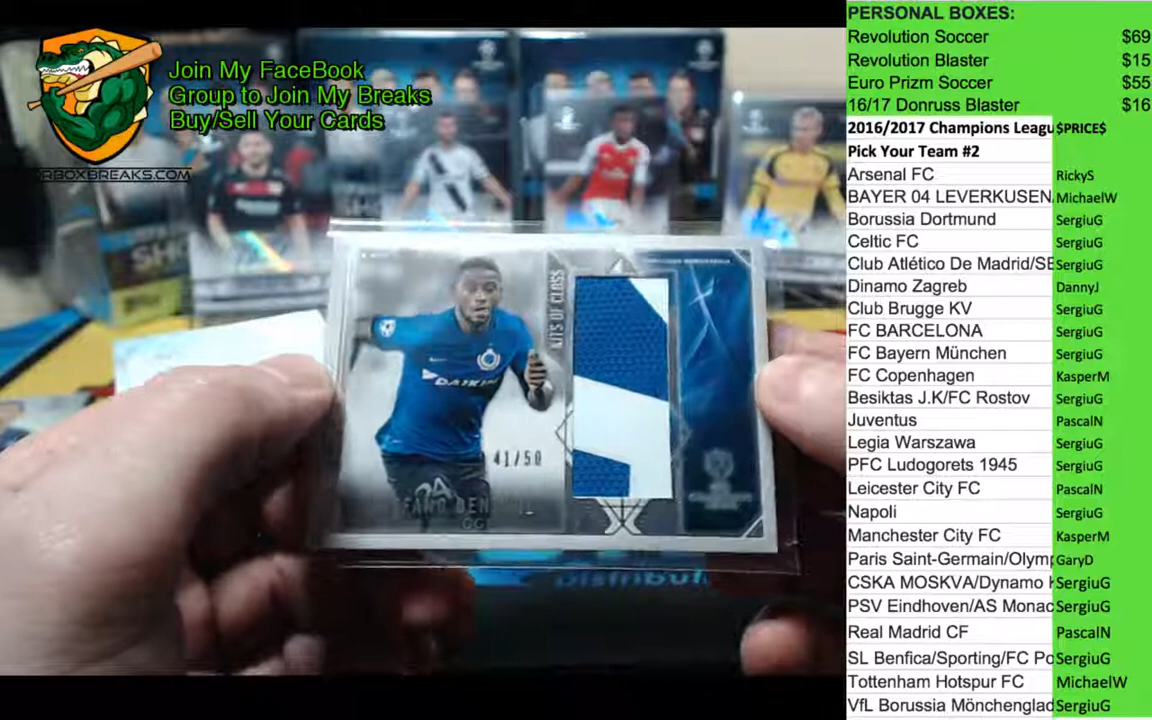 Join My FaceBook
Group to Join My Breaks
Buy/Sell Your Cards
RBOXBREAKS.COM
KITS OF CLASS
DAIKIN
41/50
PERSONAL BOXES:
Revolution Soccer $69
Revolution Blaster $15
Euro Prizm Soccer $55
16/17 Donruss Blaster $16
2016/2017 Champions Leagu $PRICE$
Pick Your Team #2
Arsenal FC RickyS
BAYER 04 LEVERKUSEN MichaelW
Borussia Dortmund SergiuG
Celtic FC SergiuG
Club Atlético De Madrid/SE SergiuG
Dinamo Zagreb DannyJ
Club Brugge KV SergiuG
FC BARCELONA SergiuG
FC Bayern München SergiuG
FC Copenhagen KasperM
Besiktas J.K/FC Rostov SergiuG
Juventus PascalN
Legia Warszawa SergiuG
PFC Ludogorets 1945 SergiuG
Leicester City FC PascalN
Napoli SergiuG
Manchester City FC KasperM
Paris Saint-Germain/Olymp GaryD
CSKA MOSKVA/Dynamo K SergiuG
PSV Eindhoven/AS Monac SergiuG
Real Madrid CF PascalN
SL Benfica/Sporting/FC Po SergiuG
Tottenham Hotspur FC MichaelW
VfL Borussia Mönchenglad SergiuG